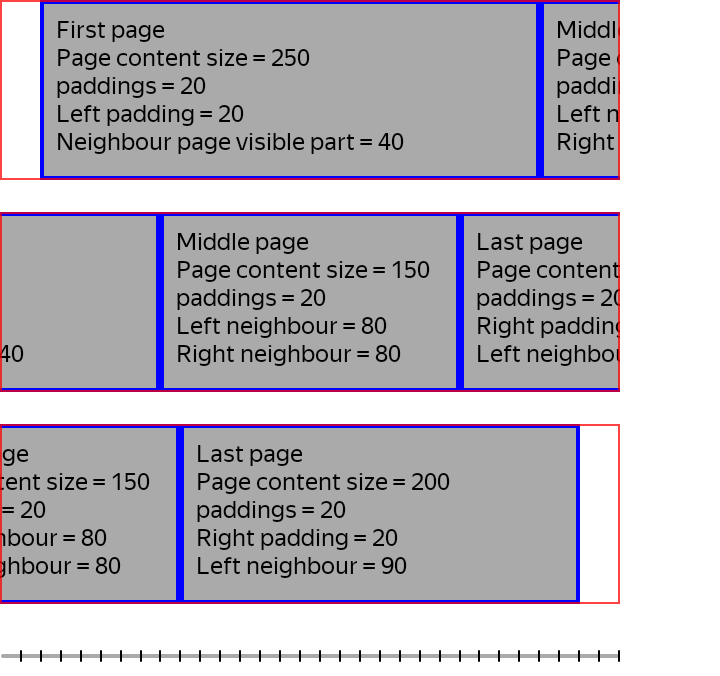 First page
Page content size = 250
paddings = 20
Left padding = 20
Neighbour page visible part = 40
Middl
Page
paddi
Left n
Right
40
Middle page
Page content size = 150
paddings = 20
Left neighbour = 80
Right neighbour = 80
Last page
Page content
paddings = 20
Right padding
Left neighbou
ge
tent size = 150
= 20
nbour = 80
ghbour = 80
Last page
Page content size = 200
paddings = 20
Right padding = 20
Left neighbour = 90